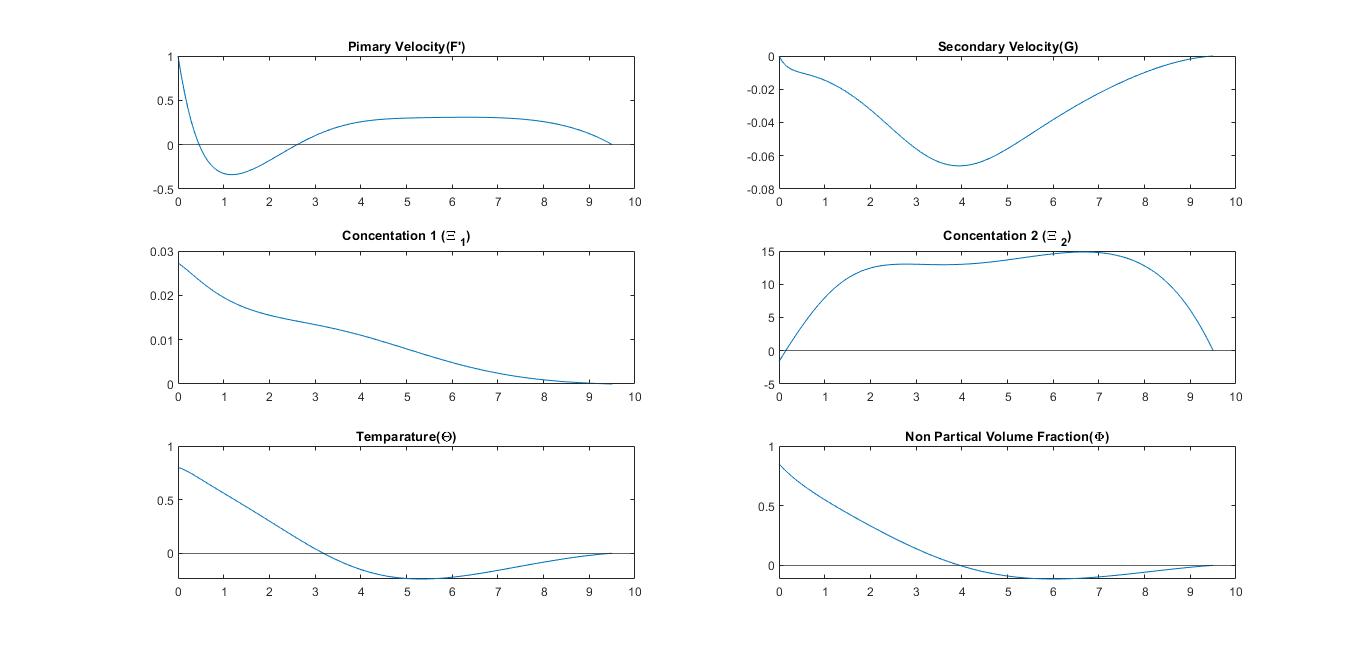 Pimary Velocity(F')
1
0.5
0
-0.5
0 1 2 3 4 5 6 7 8 9 10
Secondary Velocity(G)
0
-0.02
-0.04
-0.06
-0.08
0 1 2 3 4 5 6 7 8 9 10
Concentation 1 (Ξ 1)
0.03
0.02
0.01
0
0 1 2 3 4 5 6 7 8 9 10
Concentation 2 (Ξ 2)
15
10
5
0
-5
0 1 2 3 4 5 6 7 8 9 10
Temparature(Θ)
1
0.5
0
0 1 2 3 4 5 6 7 8 9 10
Non Partical Volume Fraction(Φ)
1
0.5
0
0 1 2 3 4 5 6 7 8 9 10